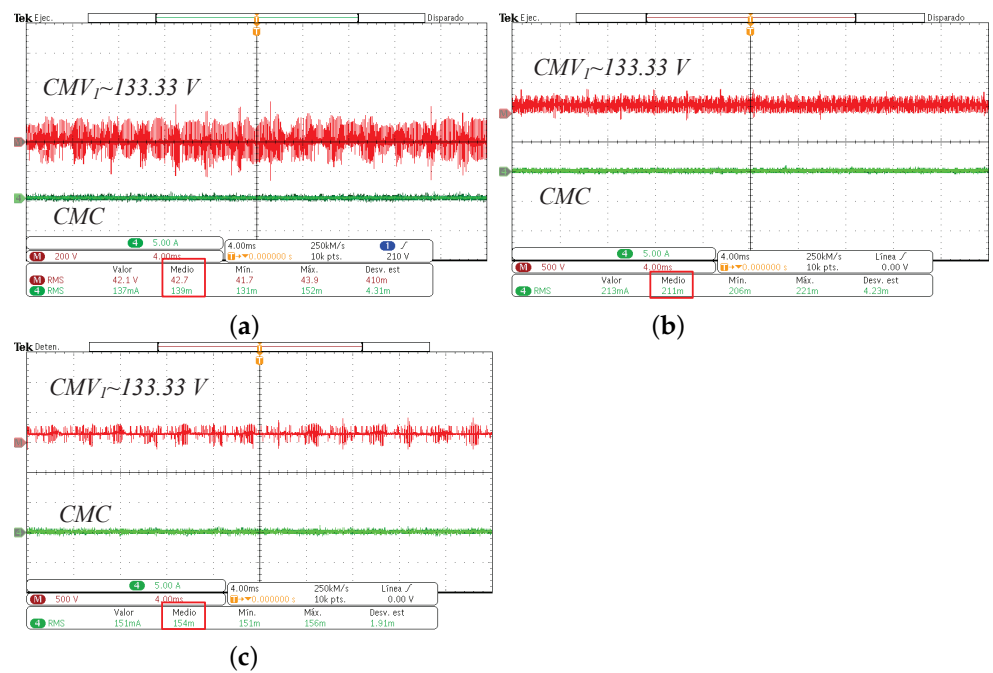 Tek Ejec. Disparado
CMV_I~133.33 V
CMC
4 5.00 A
M 200 V 4.00ms
4.00ms 250kM/s 1
T→▼0.000000 s 10k pts. 210 V
Valor Medio Mín. Máx. Desv. est
M RMS 42.1 V 42.7 41.7 43.9 410m
4 RMS 137mA 139m 131m 152m 4.31m
(a)
Tek Ejec. Disparado
CMV_I~133.33 V
CMC
4 5.00 A
M 500 V 4.00ms
4.00ms 250kM/s Línea
T→▼0.000000 s 10k pts. 0.00 V
Valor Medio Mín. Máx. Desv. est
4 RMS 213mA 211m 206m 221m 4.23m
(b)
Tek Deten.
CMV_I~133.33 V
CMC
4 5.00 A
M 500 V 4.00ms
4.00ms 250kM/s Línea
T→▼0.000000 s 10k pts. 0.00 V
Valor Medio Mín. Máx. Desv. est
4 RMS 151mA 154m 151m 156m 1.91m
(c)